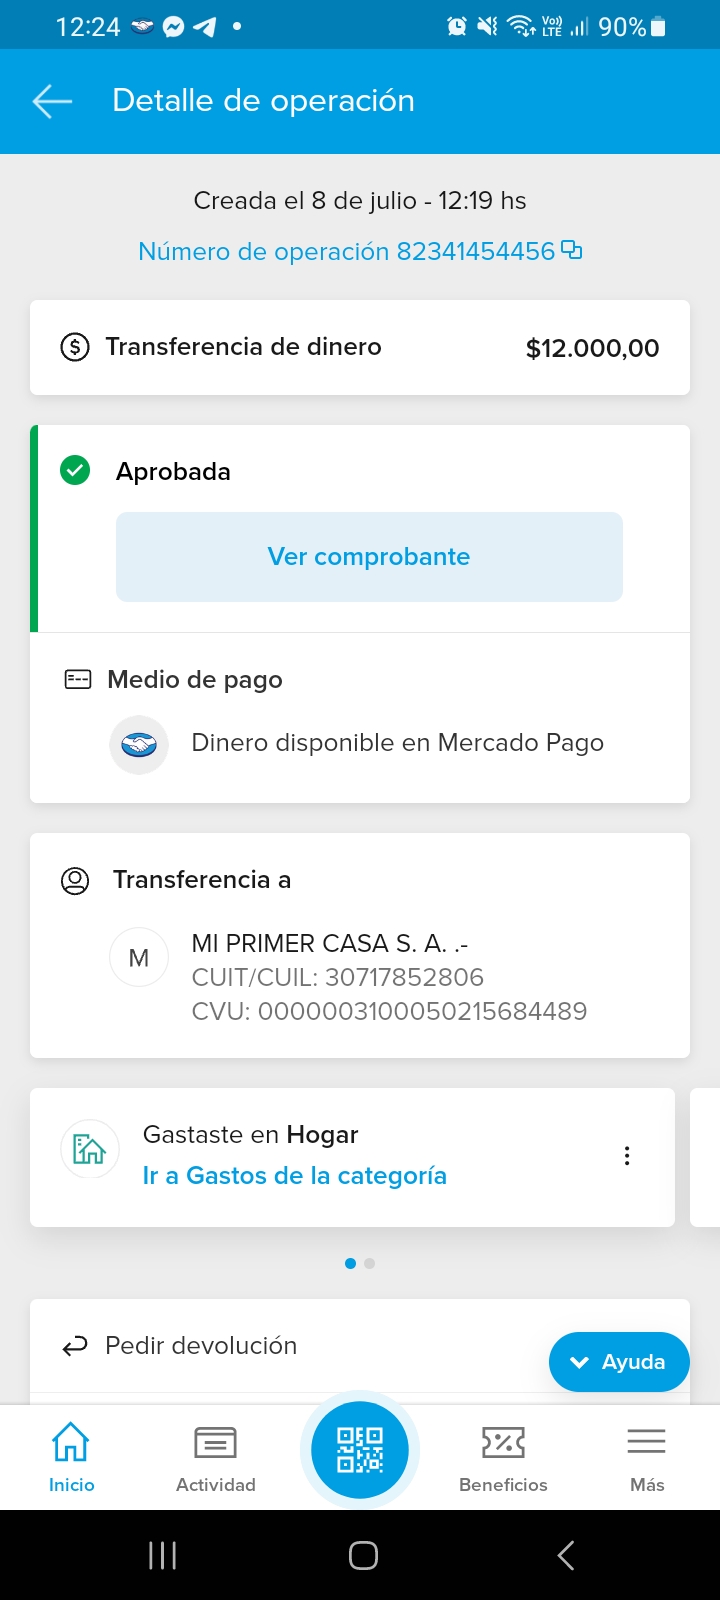 12:24
Vo)) LTE
90%
Detalle de operación
Creada el 8 de julio - 12:19 hs
Número de operación 82341454456
Transferencia de dinero
$12.000,00
Aprobada
Ver comprobante
Medio de pago
Dinero disponible en Mercado Pago
Transferencia a
M
MI PRIMER CASA S. A. .-
CUIT/CUIL: 30717852806
CVU: 0000003100050215684489
Gastaste en Hogar
Ir a Gastos de la categoría
Pedir devolución
Ayuda
Inicio
Actividad
Beneficios
Más